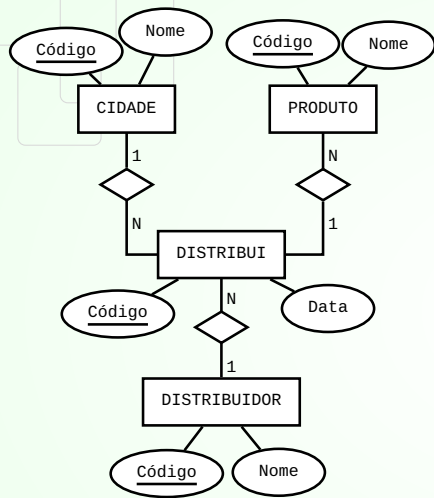 Código
Nome
Código
Nome
CIDADE
PRODUTO
1
N
N
1
DISTRIBUI
Código
N
Data
1
DISTRIBUIDOR
Código
Nome